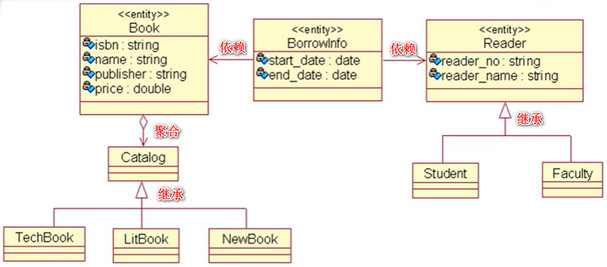 <<entity>>
Book
isbn : string
name : string
publisher : string
price : double
依赖
<<entity>>
BorrowInfo
start_date : date
end_date : date
依赖
<<entity>>
Reader
reader_no : string
reader_name : string
聚合
Catalog
继承
TechBook
LitBook
NewBook
继承
Student
Faculty